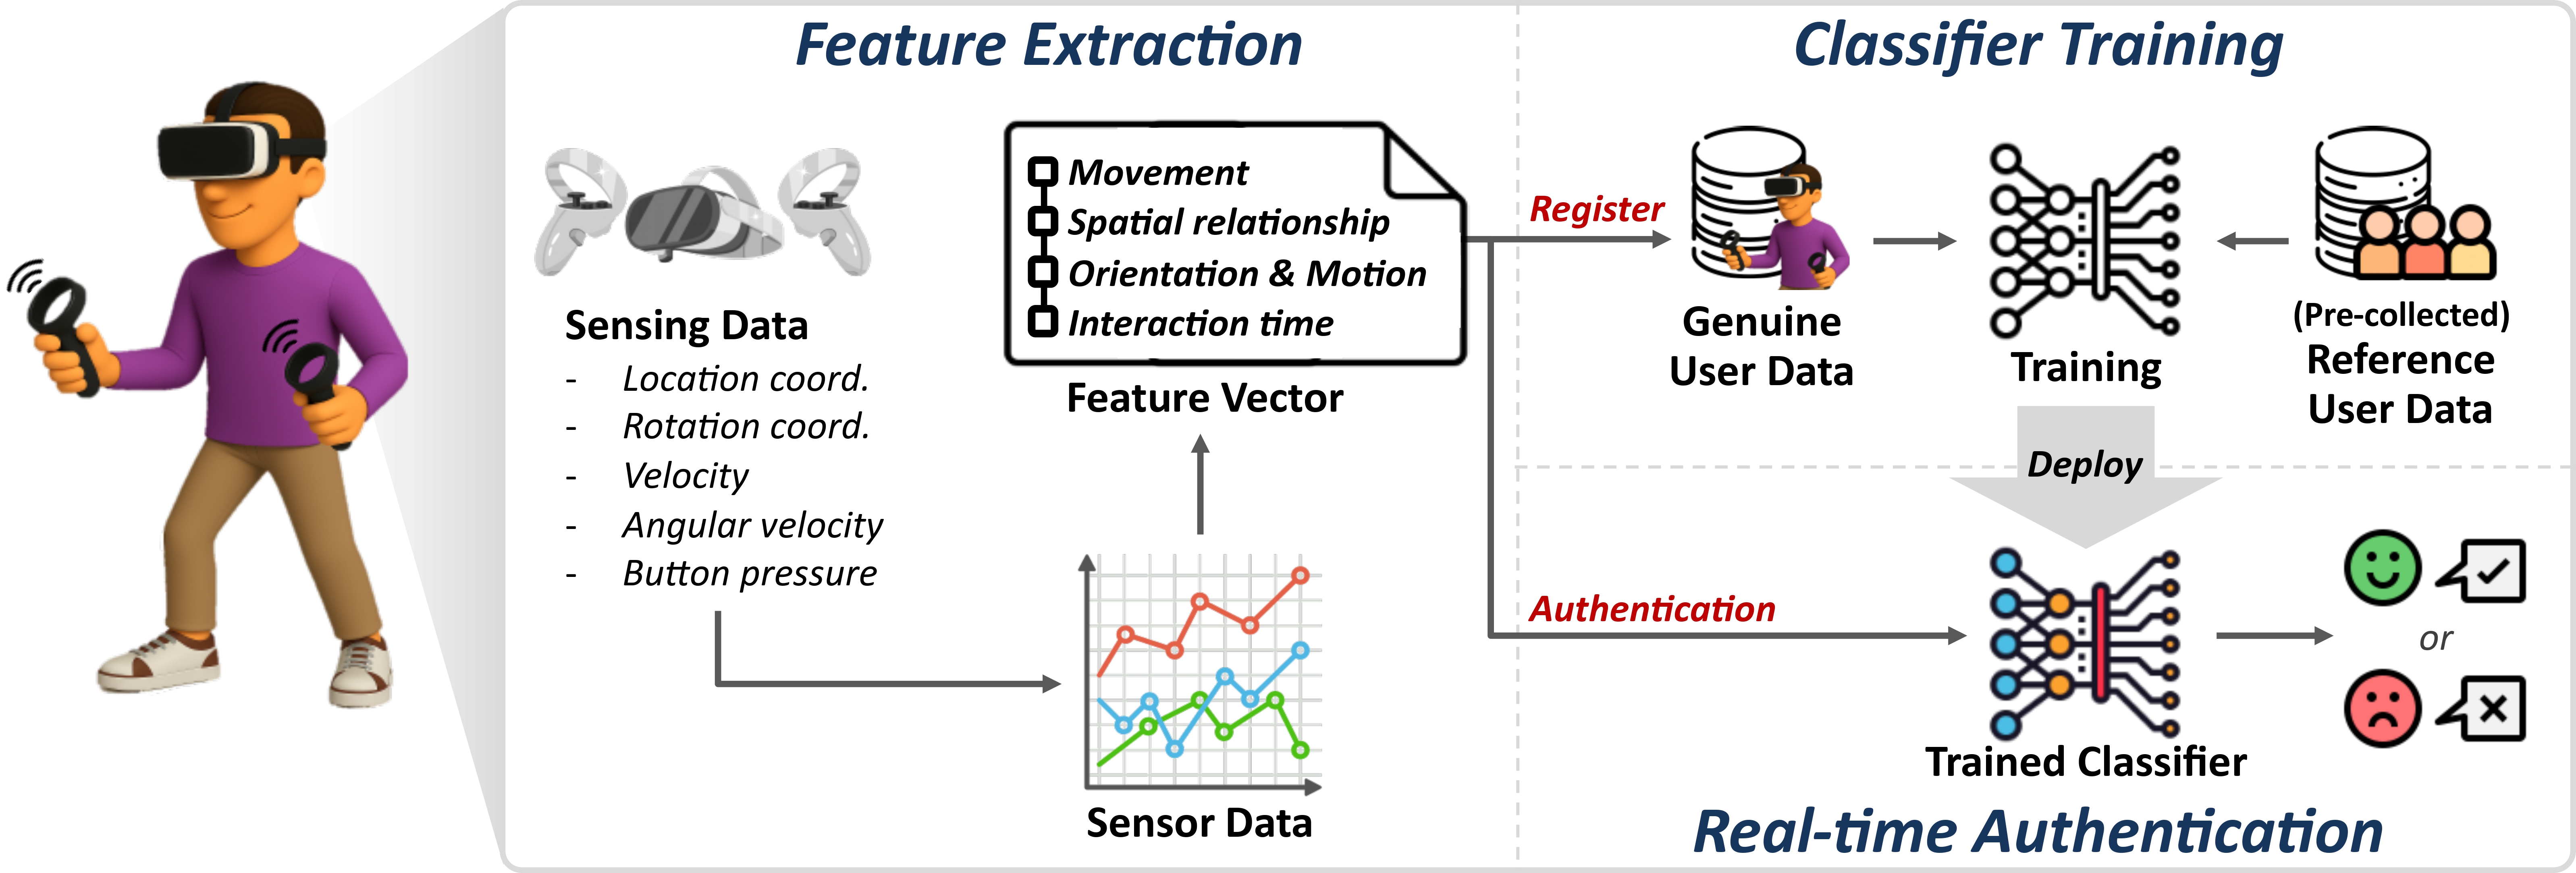 Feature Extraction
Sensing Data
- Location coord.
- Rotation coord.
- Velocity
- Angular velocity
- Button pressure
Movement
Spatial relationship
Orientation & Motion
Interaction time
Feature Vector
Sensor Data
Classifier Training
Register
Genuine
User Data
Training
(Pre-collected)
Reference
User Data
Deploy
Authentication
Trained Classifier
or
Real-time Authentication